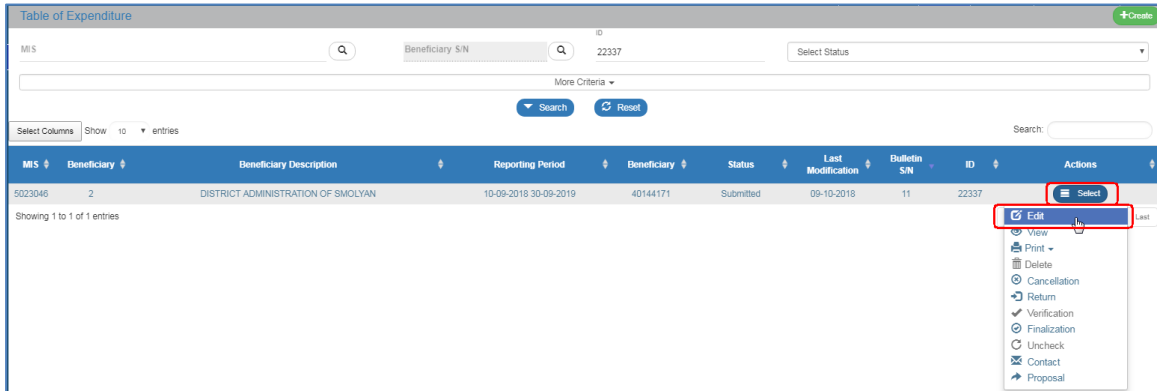 Table of Expenditure
+Create
MIS
Beneficiary S/N
ID
22337
Select Status
More Criteria
Search Reset
Select Columns Show 10 entries
Search:
MIS Beneficiary Beneficiary Description Reporting Period Beneficiary Status Last Modification Bulletin S/N ID Actions
5023046 2 DISTRICT ADMINISTRATION OF SMOLYAN 10-09-2018 30-09-2019 40144171 Submitted 09-10-2018 11 22337 Select
Showing 1 to 1 of 1 entries
Last
Edit
View
Print
Delete
Cancellation
Return
Verification
Finalization
Uncheck
Contact
Proposal